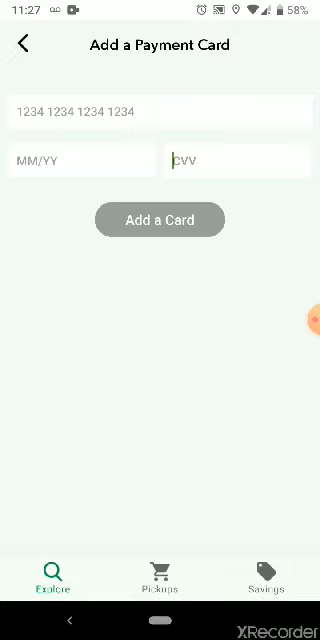 11:27
58%
Add a Payment Card
1234 1234 1234 1234
MM/YY
CVV
Add a Card
Explore
Pickups
Savings
XRecorder